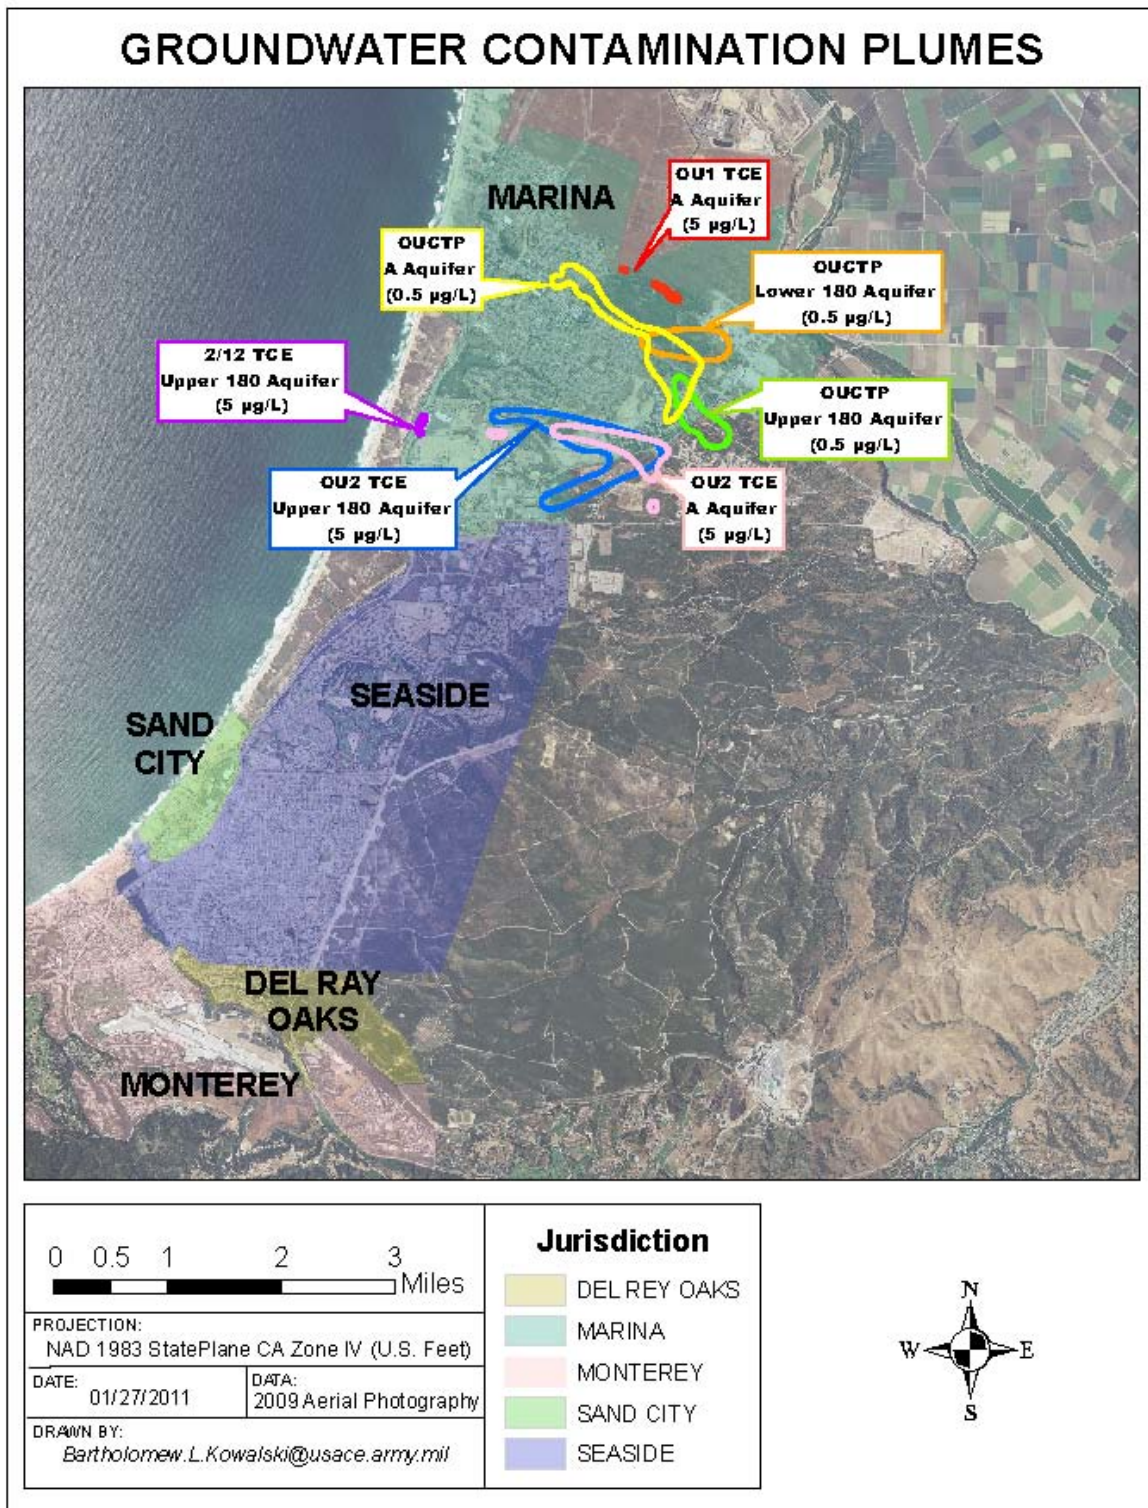 GROUNDWATER CONTAMINATION PLUMES
MARINA
OU1 TCE
A Aquifer
(5 µg/L)
OUCTP
A Aquifer
(0.5 µg/L)
OUCTP
Lower 180 Aquifer
(0.5 µg/L)
2/12 TCE
Upper 180 Aquifer
(5 µg/L)
OUCTP
Upper 180 Aquifer
(0.5 µg/L)
OU2 TCE
Upper 180 Aquifer
(5 µg/L)
OU2 TCE
A Aquifer
(5 µg/L)
SEASIDE
SAND
CITY
DEL RAY
OAKS
MONTEREY
0 0.5 1 2 3
Miles
PROJECTION:
NAD 1983 StatePlane CA Zone IV (U.S. Feet)
DATE:
01/27/2011
DATA:
2009 Aerial Photography
DRAWN BY:
Bartholomew.L.Kowalski@usace.army.mil
Jurisdiction
DEL REY OAKS
MARINA
MONTEREY
SAND CITY
SEASIDE
N
W E
S